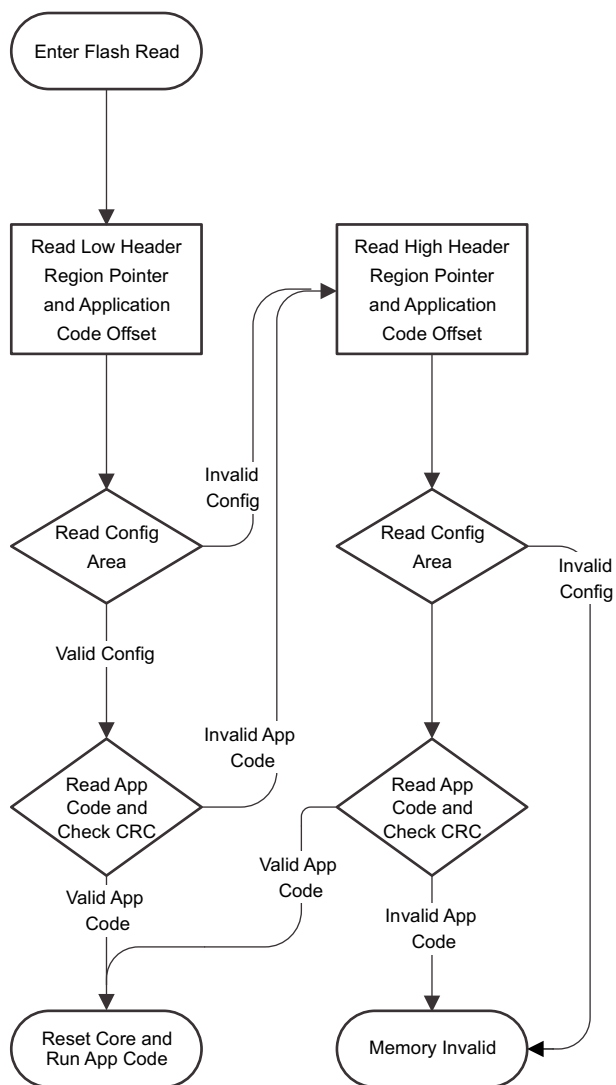 Enter Flash Read
Read Low Header
Region Pointer
and Application
Code Offset
Read High Header
Region Pointer
and Application
Code Offset
Invalid
Config
Read Config
Area
Read Config
Area
Invalid
Config
Valid Config
Invalid App
Code
Read App
Code and
Check CRC
Read App
Code and
Check CRC
Valid App
Code
Valid App
Code
Invalid App
Code
Reset Core and
Run App Code
Memory Invalid